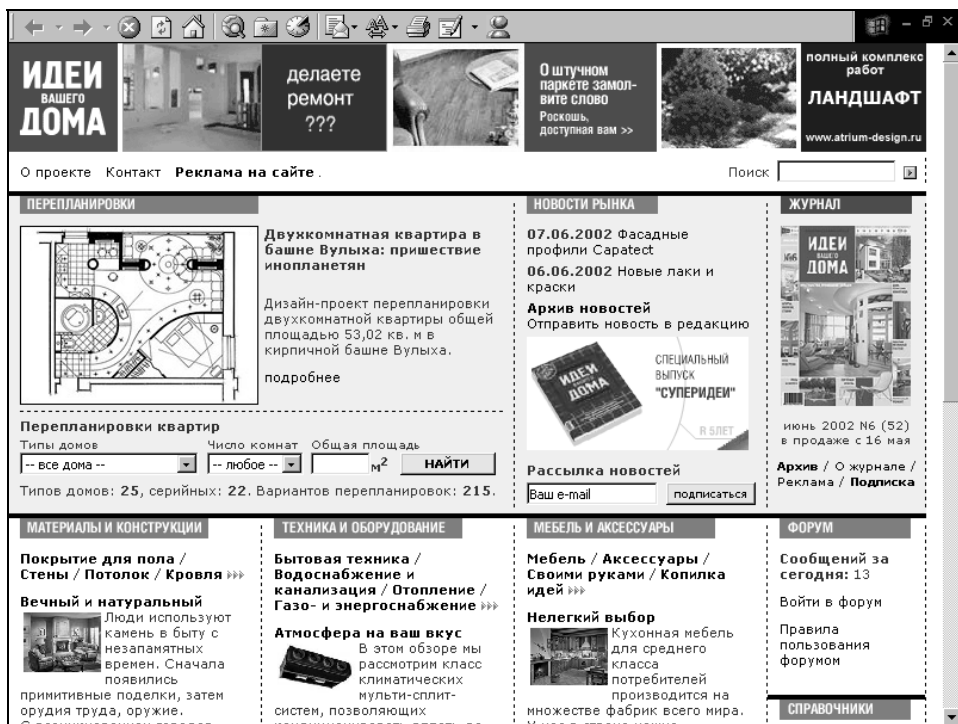 ИДЕИ
ВАШЕГО
ДОМА
делаете
ремонт
???
О штучном
паркете замол-
вите слово
Роскошь,
доступная вам >>
полный комплекс
работ
ЛАНДШАФТ
www.atrium-design.ru
О проекте Контакт Реклама на сайте .
Поиск
ПЕРЕПЛАНИРОВКИ
Двухкомнатная квартира в
башне Вулыха: пришествие
инопланетян
Дизайн-проект перепланировки
двухкомнатной квартиры общей
площадью 53,02 кв. м в
кирпичной башне Вулыха.
подробнее
Перепланировки квартир
Типы домов Число комнат Общая площадь
-- все дома -- -- любое -- м² НАЙТИ
Типов домов: 25, серийных: 22. Вариантов перепланировок: 215.
НОВОСТИ РЫНКА
07.06.2002 Фасадные
профили Capatect
06.06.2002 Новые лаки и
краски
Архив новостей
Отправить новость в редакцию
ИДЕИ
ДОМА
СПЕЦИАЛЬНЫЙ
ВЫПУСК
"СУПЕРИДЕИ"
Я 5ЛЕТ
Рассылка новостей
Ваш e-mail подписаться
ЖУРНАЛ
ИДЕИ
ВАШЕГО
ДОМА
июнь 2002 N6 (52)
в продаже с 16 мая
Архив / О журнале /
Реклама / Подписка
МАТЕРИАЛЫ И КОНСТРУКЦИИ
Покрытие для пола /
Стены / Потолок / Кровля
Вечный и натуральный
Люди используют
камень в быту с
незапамятных
времен. Сначала
появились
примитивные поделки, затем
орудия труда, оружие.
ТЕХНИКА И ОБОРУДОВАНИЕ
Бытовая техника /
Водоснабжение и
канализация / Отопление /
Газо- и энергоснабжение
Атмосфера на ваш вкус
В этом обзоре мы
рассмотрим класс
климатических
мульти-сплит-
систем, позволяющих
МЕБЕЛЬ И АКСЕССУАРЫ
Мебель / Аксессуары /
Своими руками / Копилка
идей
Нелегкий выбор
Кухонная мебель
для среднего
класса
потребителей
производится на
множестве фабрик всего мира.
ФОРУМ
Сообщений за
сегодня: 13
Войти в форум
Правила
пользования
форумом
СПРАВОЧНИКИ